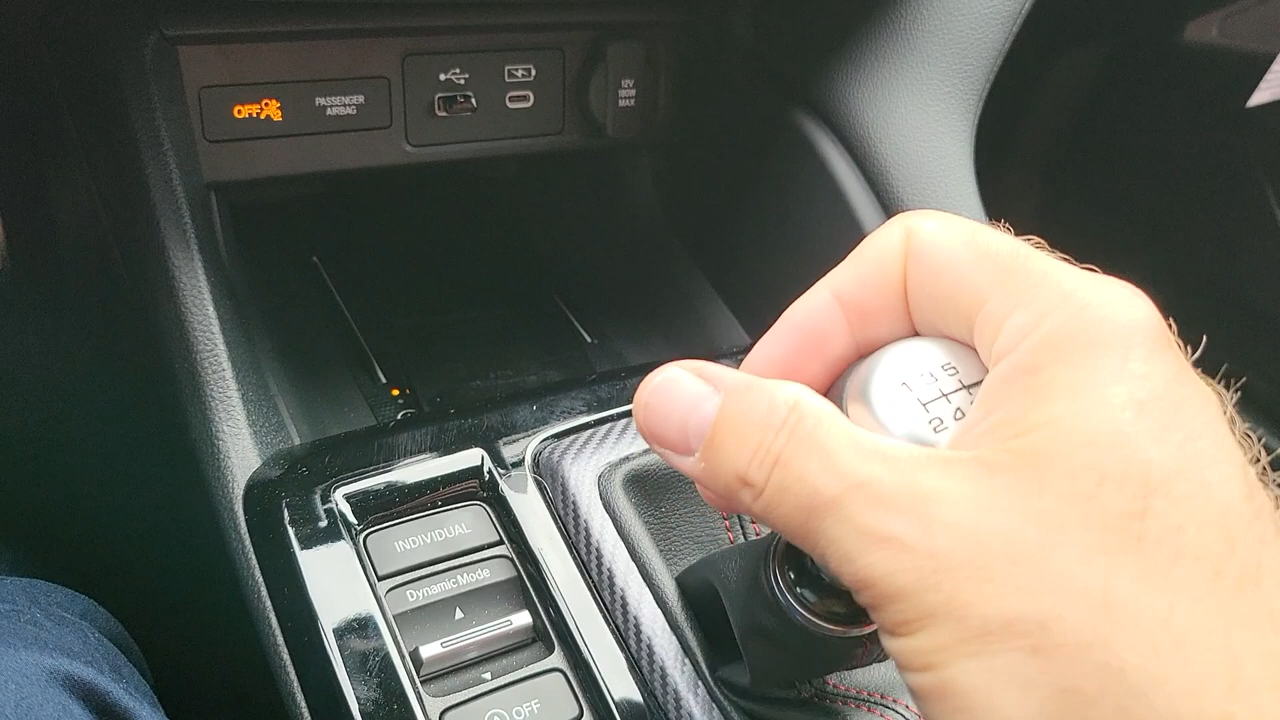 OFF
PASSENGER
AIRBAG
12V
180W
MAX
1 3 5
2 4
INDIVIDUAL
Dynamic Mode
OFF